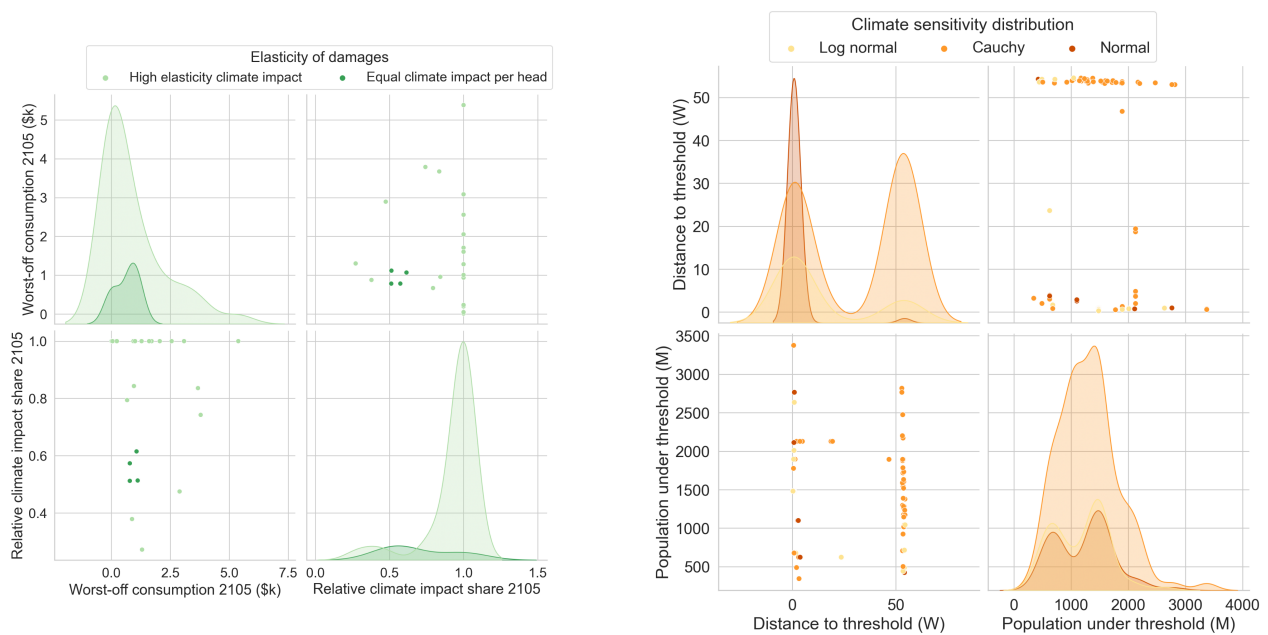 Elasticity of damages
High elasticity climate impact Equal climate impact per head
Worst-off consumption 2105 ($k)
5
4
3
2
1
0
Relative climate impact share 2105
1.0
0.8
0.6
0.4
0.0 2.5 5.0 7.5
Worst-off consumption 2105 ($k)
0.0 0.5 1.0 1.5
Relative climate impact share 2105
Climate sensitivity distribution
Log normal Cauchy Normal
Distance to threshold (W)
50
40
30
20
10
0
Population under threshold (M)
3500
3000
2500
2000
1500
1000
500
0 50
Distance to threshold (W)
0 1000 2000 3000 4000
Population under threshold (M)